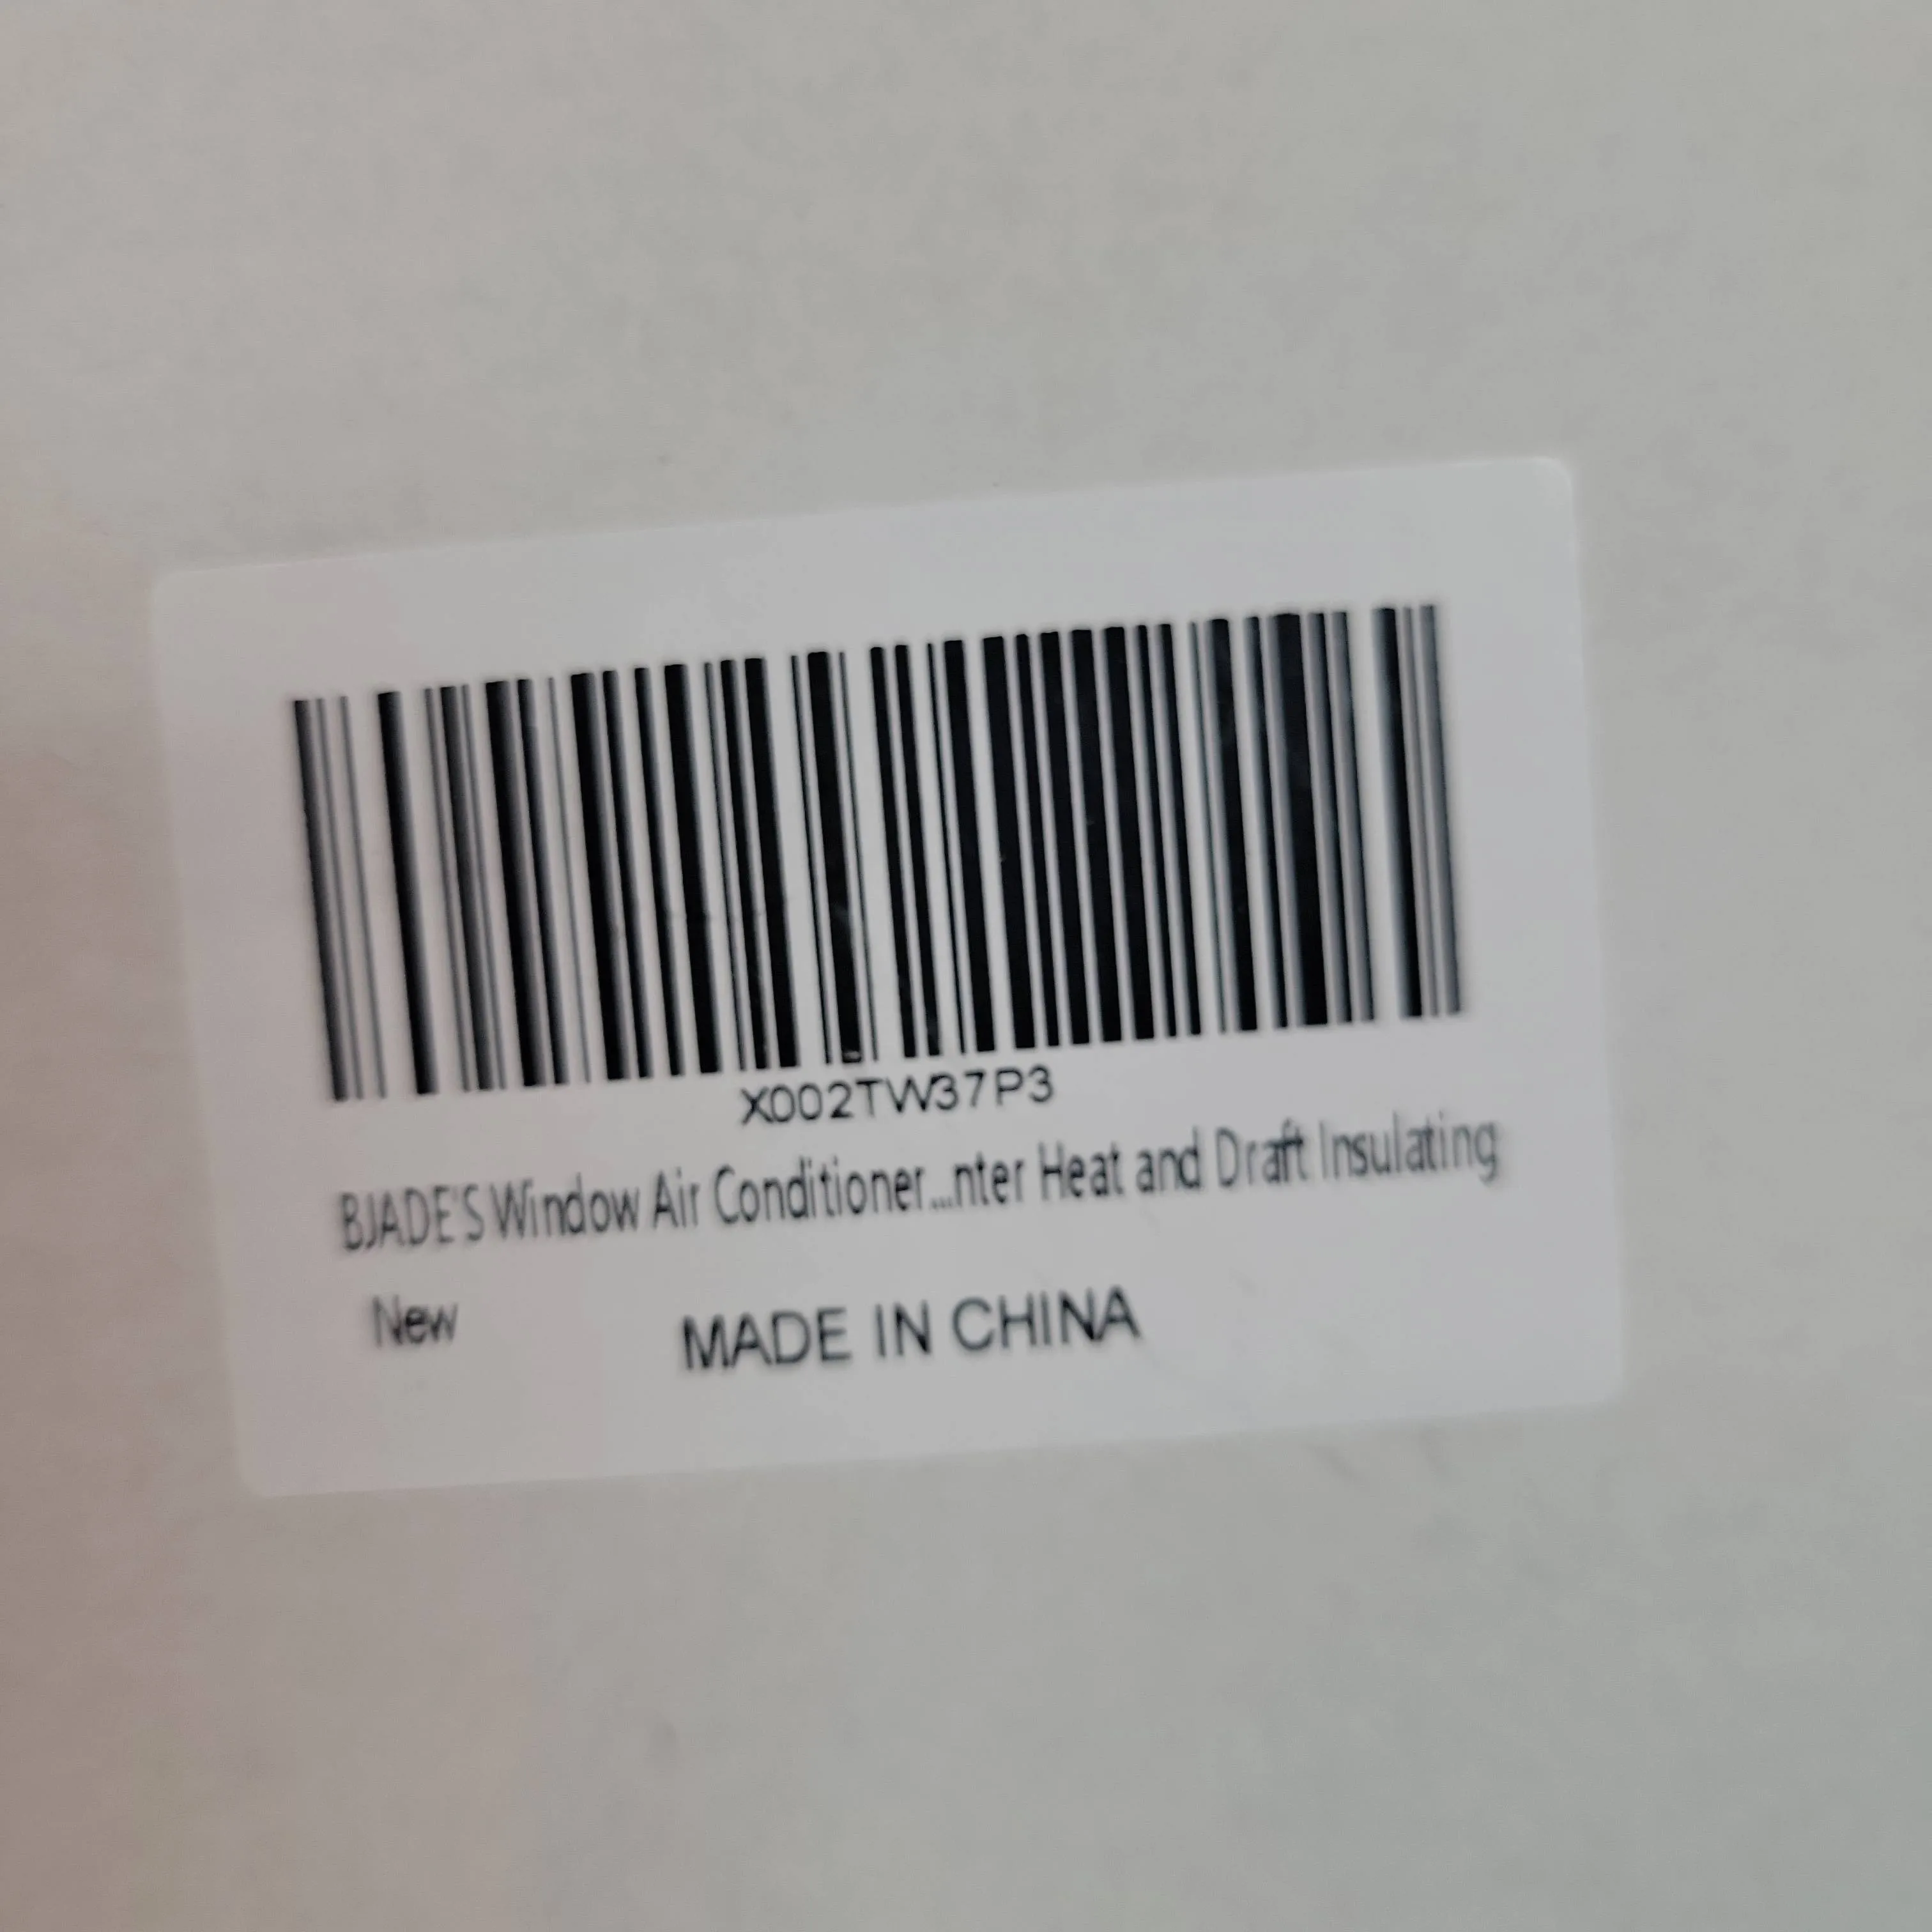 X002TW37P3
BJADE'S Window Air Conditioner...nter Heat and Draft Insulating
New
MADE IN CHINA